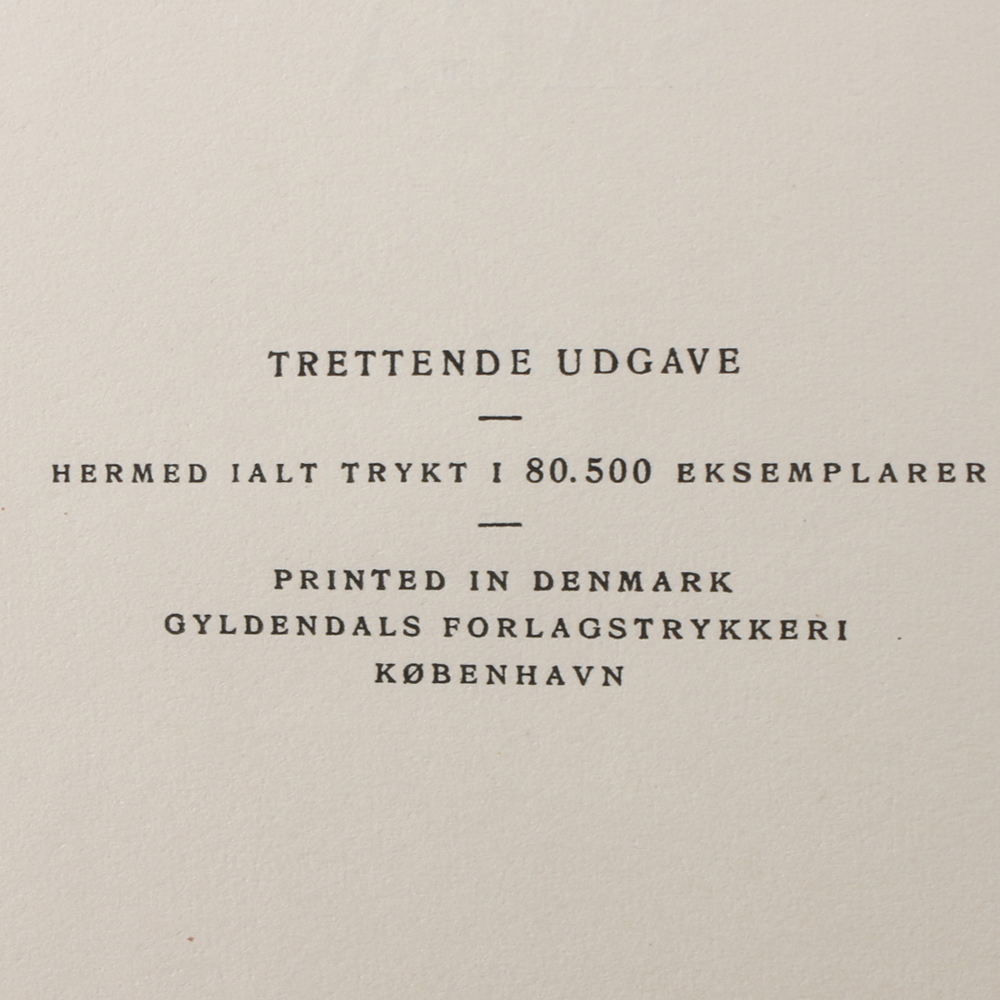 TRETTENDE UDGAVE
HERMED IALT TRYKT I 80.500 EKSEMPLARER
PRINTED IN DENMARK
GYLDENDALS FORLAGSTRYKKERI
KØBENHAVN